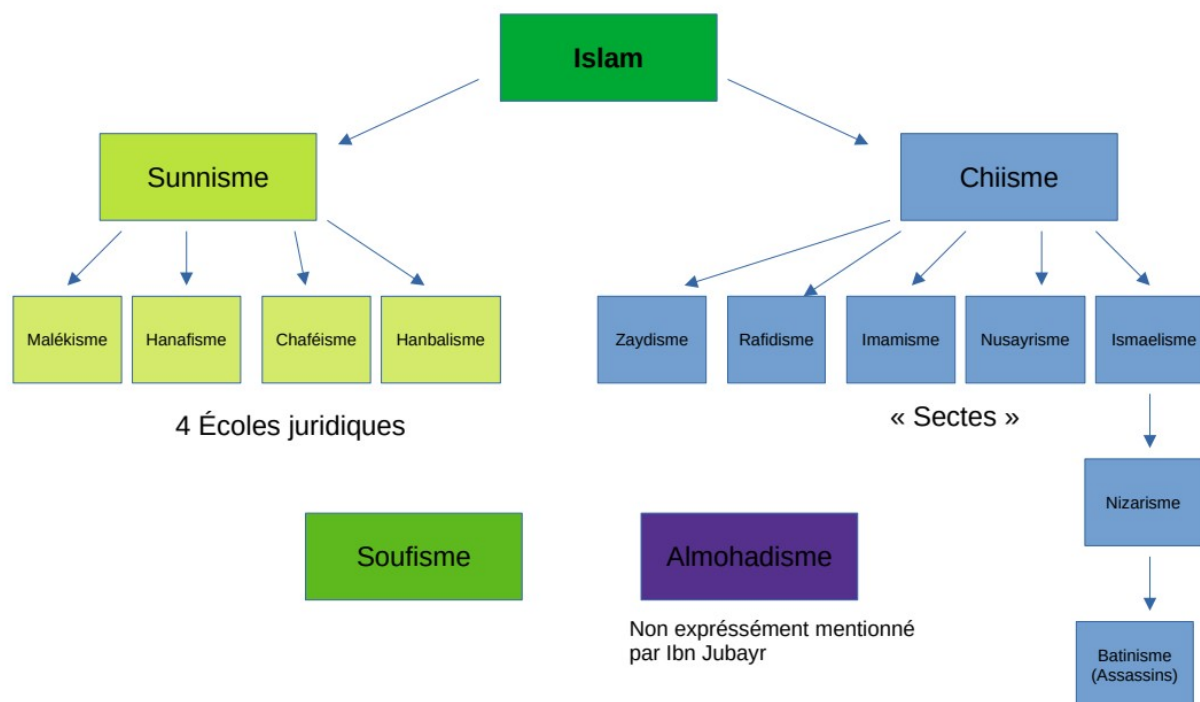 Islam
Sunnisme
Chiisme
Malékisme
Hanafisme
Chaféisme
Hanbalisme
Zaydisme
Rafidisme
Imamisme
Nusayrisme
Ismaelisme
4 Écoles juridiques
« Sectes »
Nizarisme
Soufisme
Almohadisme
Non expréssément mentionné
par Ibn Jubayr
Batinisme
(Assassins)